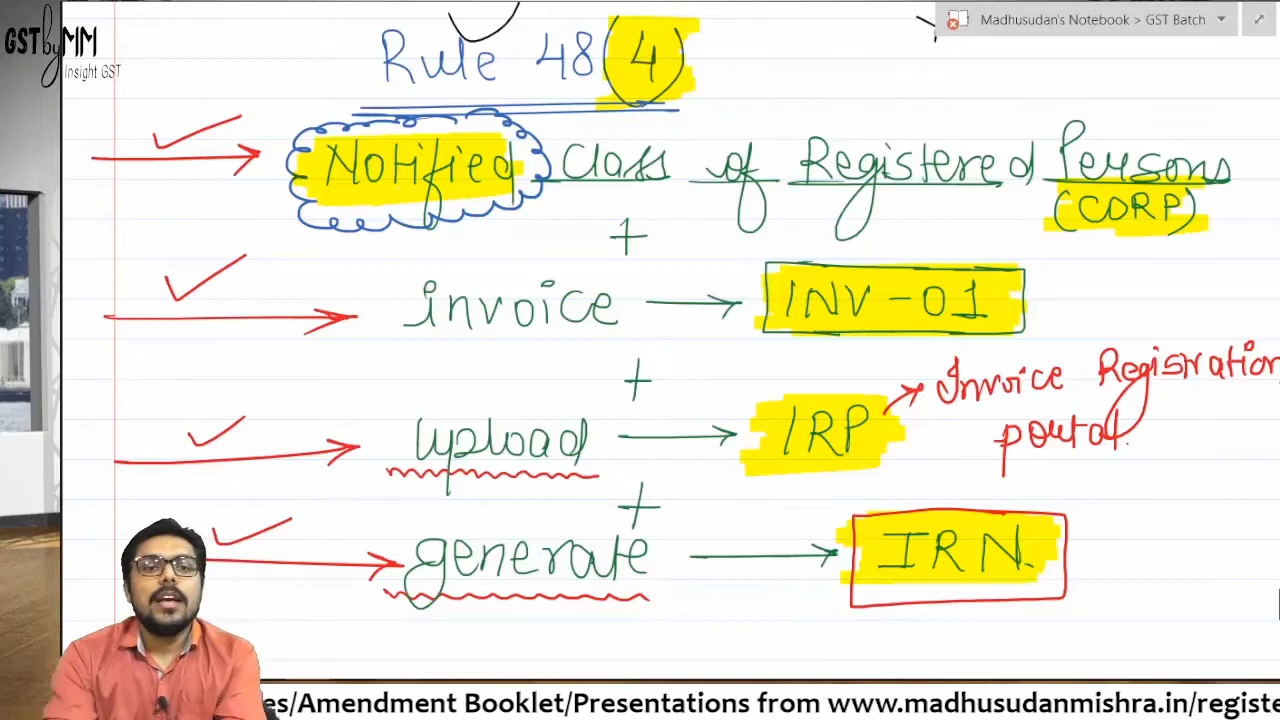 GST by MM
Insight GST
Madhusudan's Notebook > GST Batch
Rule 48(4)
Notified Class of Registered Persons
(CORP)
+
invoice → INV-01
+
upload → IRP → Invoice Regisration
portal.
+
generate → IRN.
es/Amendment Booklet/Presentations from www.madhusudanmishra.in/registe